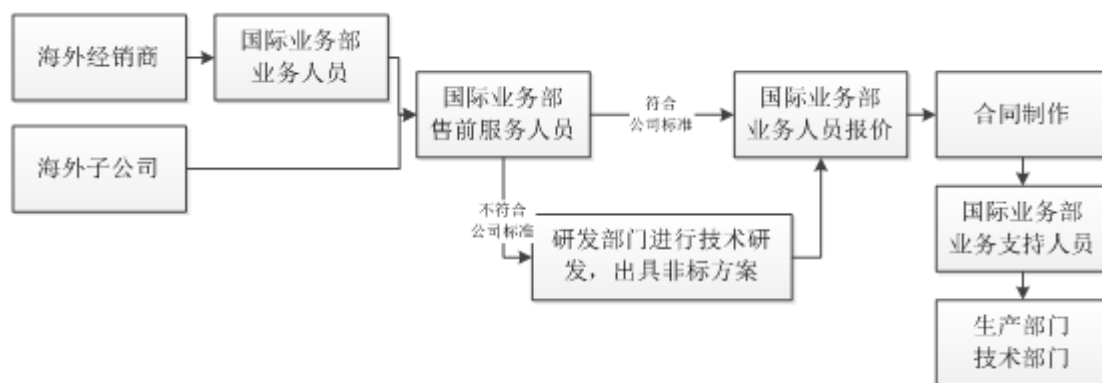 海外经销商
国际业务部
业务人员
海外子公司
国际业务部
售前服务人员
符合
公司标准
不符合
公司标准
研发部门进行技术研
发，出具非标方案
国际业务部
业务人员报价
合同制作
国际业务部
业务支持人员
生产部门
技术部门